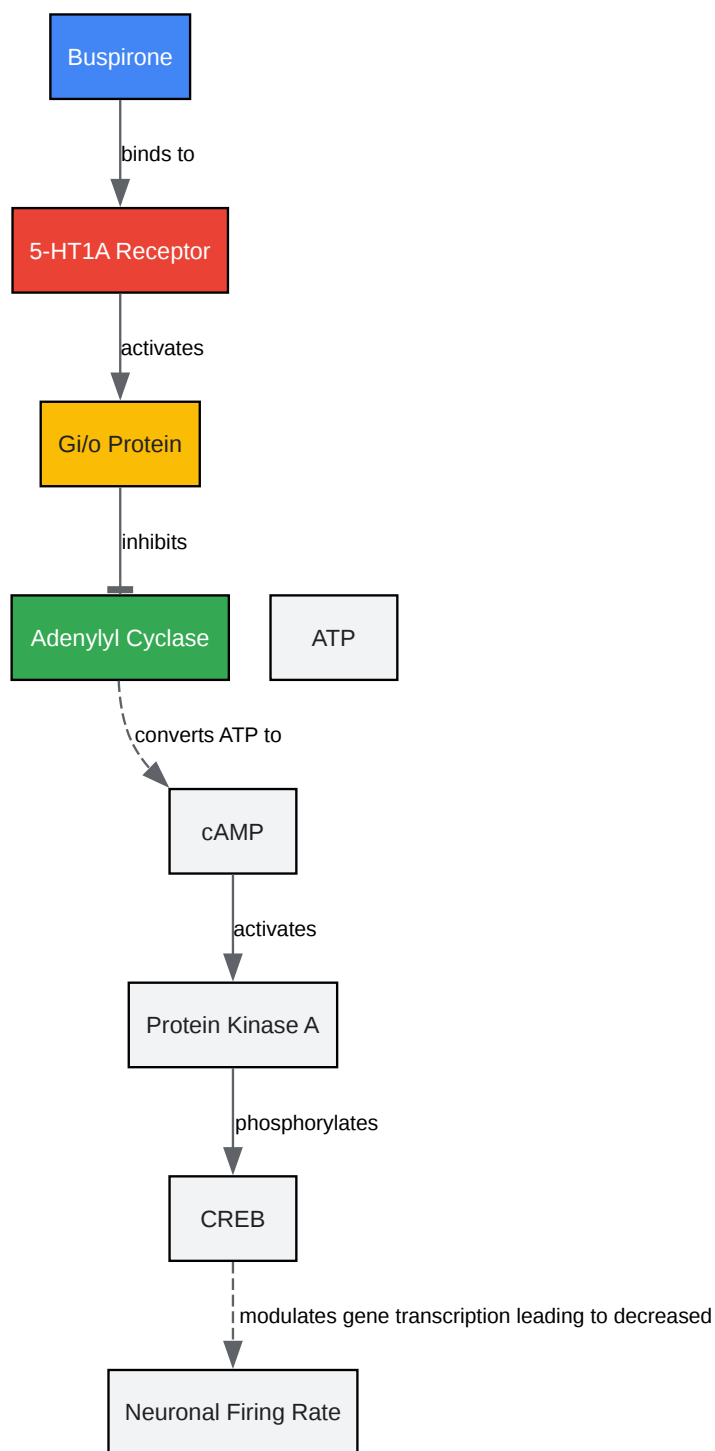 Buspirone
binds to
5-HT1A Receptor
activates
Gi/o Protein
inhibits
Adenylyl Cyclase
ATP
converts ATP to
cAMP
activates
Protein Kinase A
phosphorylates
CREB
modulates gene transcription leading to decreased
Neuronal Firing Rate